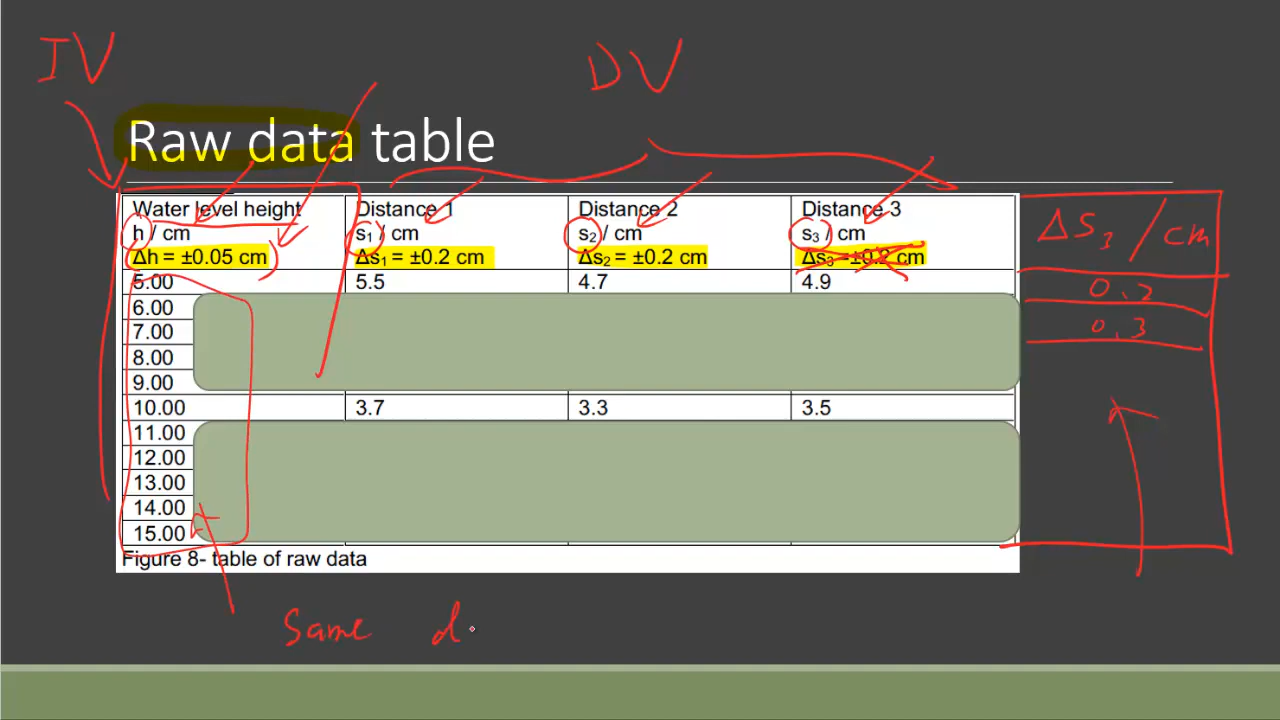 IV
DV
Raw data table
Water level height Distance 1 Distance 2 Distance 3
h / cm s1 / cm s2 / cm s3 / cm ΔS3 / cm
Δh = ±0.05 cm Δs1 = ±0.2 cm Δs2 = ±0.2 cm Δs3 = ±0.2 cm
5.00 5.5 4.7 4.9 0.2
6.00
7.00 0.3
8.00
9.00
10.00 3.7 3.3 3.5
11.00
12.00
13.00
14.00
15.00
Figure 8- table of raw data
Same d